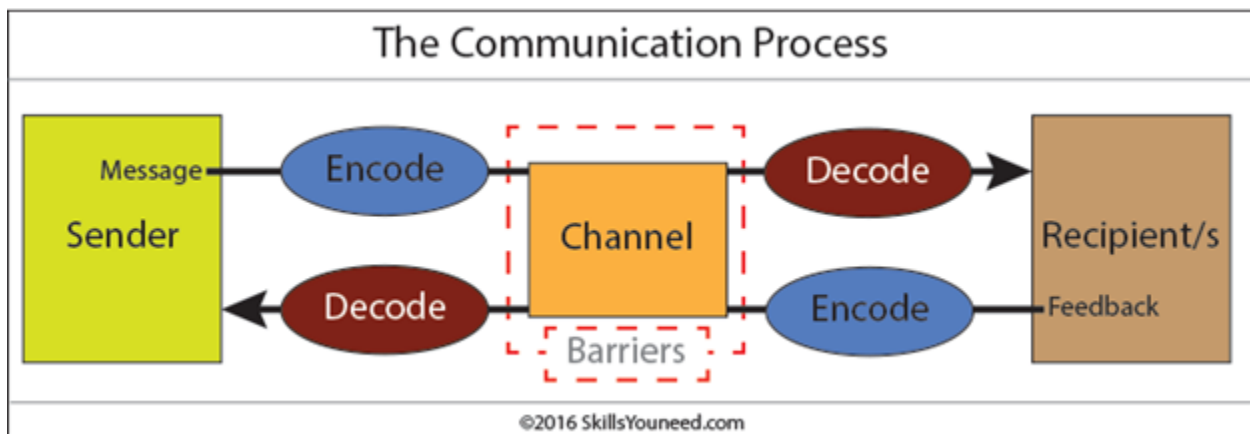 The Communication Process
Message
Encode
Decode
Sender
Channel
Recipient/s
Decode
Encode
Feedback
Barriers
©2016 SkillsYouneed.com